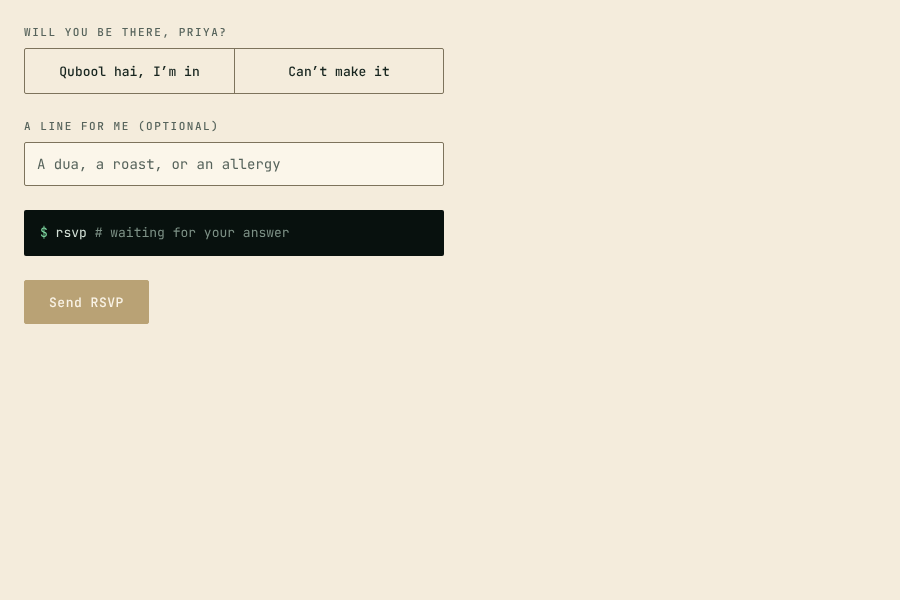 WILL YOU BE THERE, PRIYA?
Qubool hai, I’m in
Can’t make it
A LINE FOR ME (OPTIONAL)
A dua, a roast, or an allergy
$ rsvp # waiting for your answer
Send RSVP